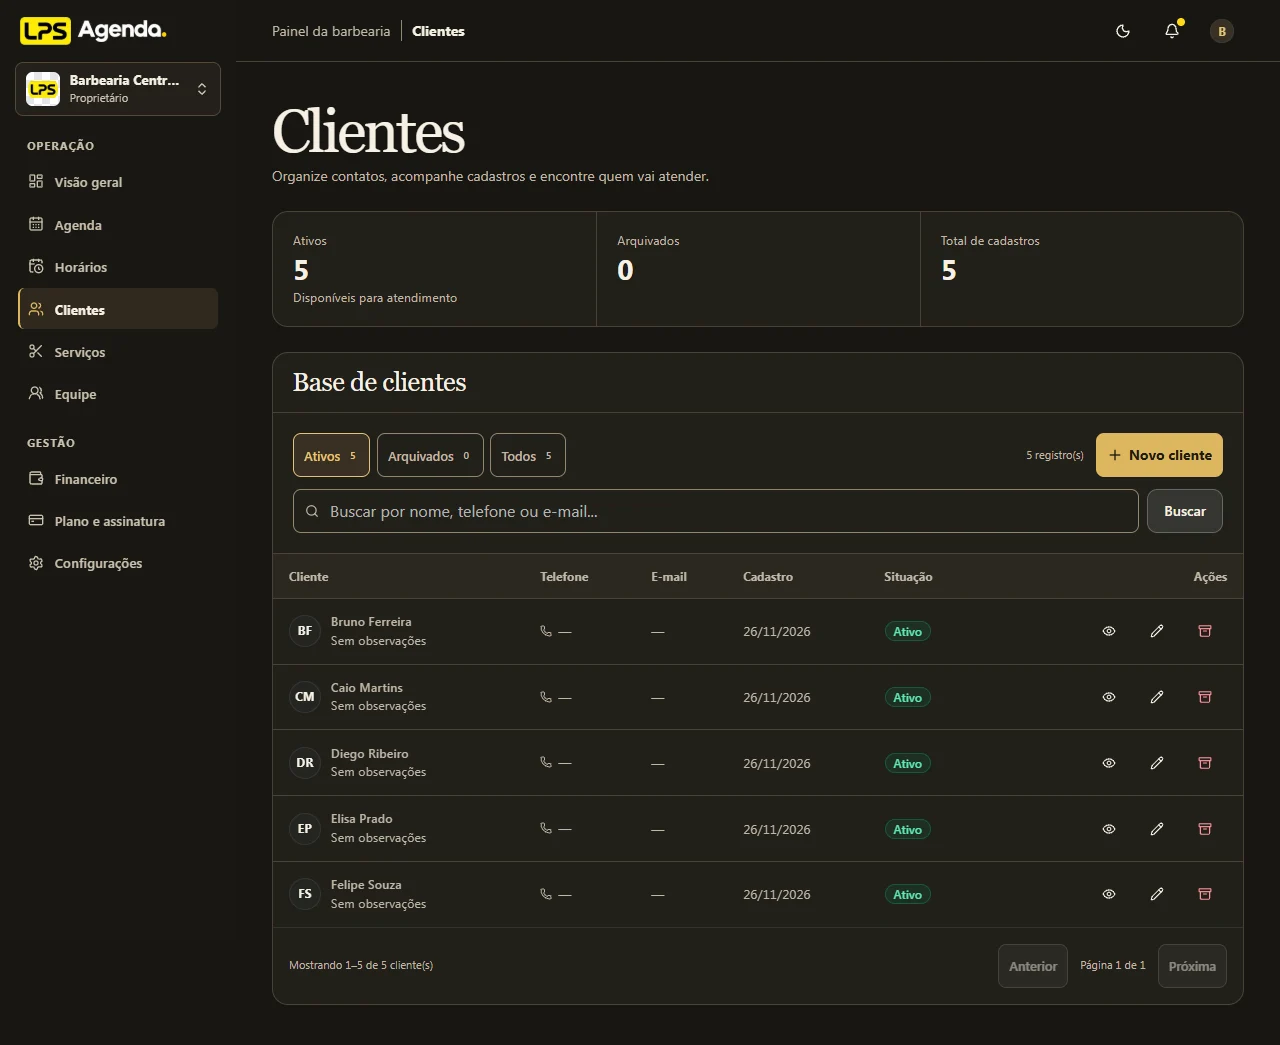 LPS Agenda.
Painel da barbearia
Clientes
B
LPS
Barbearia Centr...
Proprietário
OPERAÇÃO
Visão geral
Agenda
Horários
Clientes
Serviços
Equipe
GESTÃO
Financeiro
Plano e assinatura
Configurações
Clientes
Organize contatos, acompanhe cadastros e encontre quem vai atender.
Ativos
5
Disponíveis para atendimento
Arquivados
0
Total de cadastros
5
Base de clientes
Ativos 5
Arquivados 0
Todos 5
5 registro(s)
+ Novo cliente
Buscar por nome, telefone ou e-mail...
Buscar
Cliente Telefone E-mail Cadastro Situação Ações
BF Bruno Ferreira
Sem observações
— — 26/11/2026 Ativo
CM Caio Martins
Sem observações
— — 26/11/2026 Ativo
DR Diego Ribeiro
Sem observações
— — 26/11/2026 Ativo
EP Elisa Prado
Sem observações
— — 26/11/2026 Ativo
FS Felipe Souza
Sem observações
— — 26/11/2026 Ativo
Mostrando 1–5 de 5 cliente(s)
Anterior
Página 1 de 1
Próxima